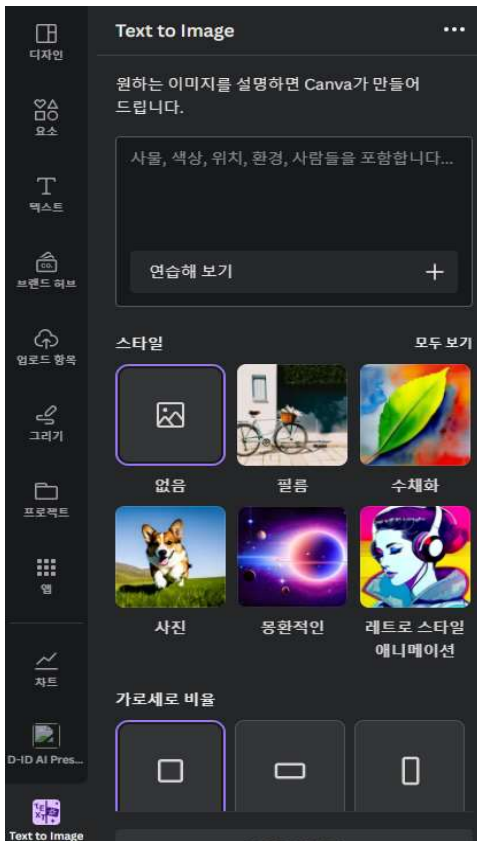 디자인
요소
텍스트
CO.
브랜드 허브
업로드 항목
그리기
프로젝트
앱
차트
D-ID AI Pres...
TEXT
Text to Image
Text to Image
원하는 이미지를 설명하면 Canva가 만들어
드립니다.
사물, 색상, 위치, 환경, 사람들을 포함합니다...
연습해 보기
스타일
모두 보기
없음
필름
수채화
사진
몽환적인
레트로 스타일
애니메이션
가로세로 비율